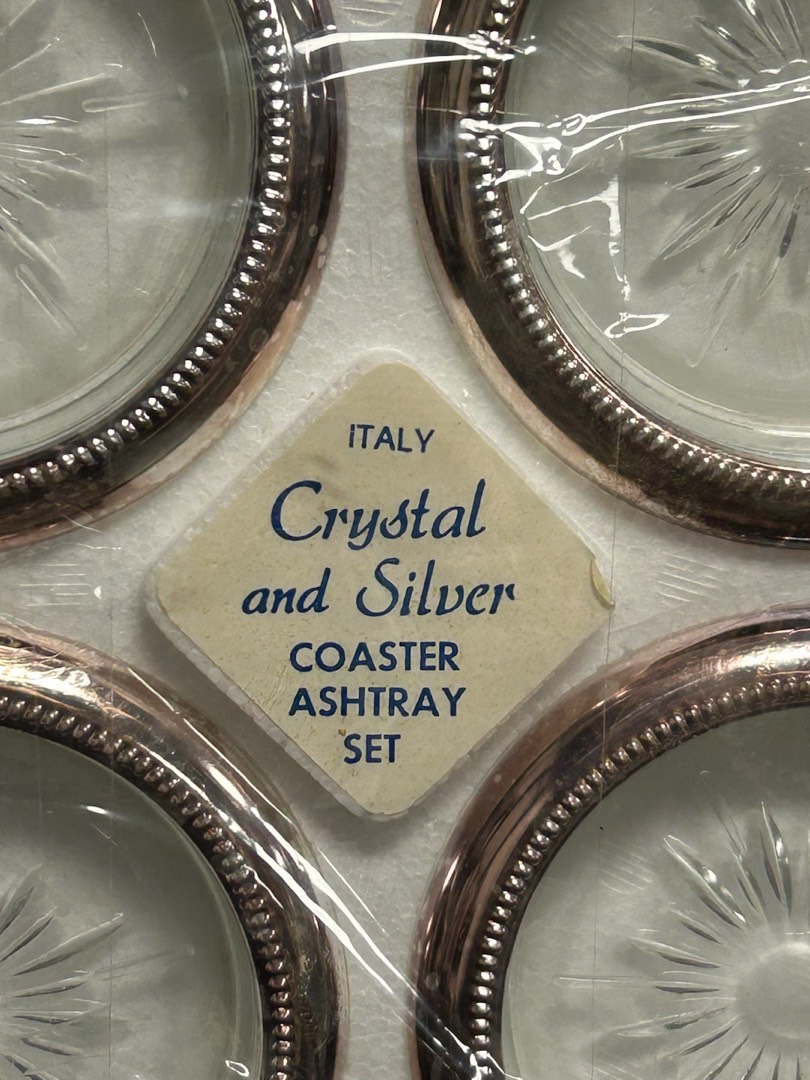 ITALY
Crystal
and Silver
COASTER
ASHTRAY
SET